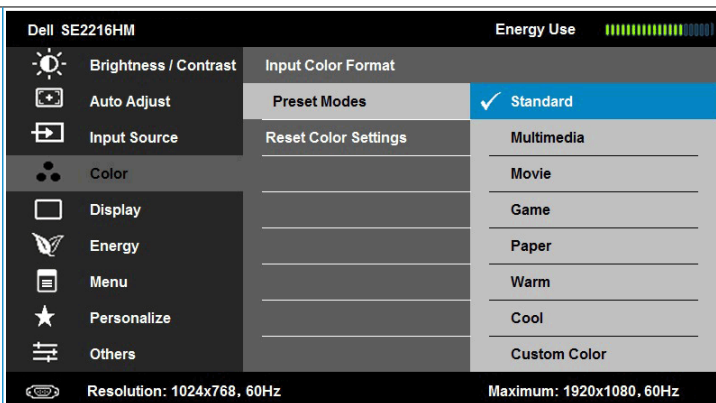 Dell SE2216HM Energy Use
Brightness / Contrast Input Color Format
Auto Adjust Preset Modes Standard
Input Source Reset Color Settings Multimedia
Color Movie
Display Game
Energy Paper
Menu Warm
Personalize Cool
Others Custom Color
Resolution: 1024x768, 60Hz Maximum: 1920x1080, 60Hz